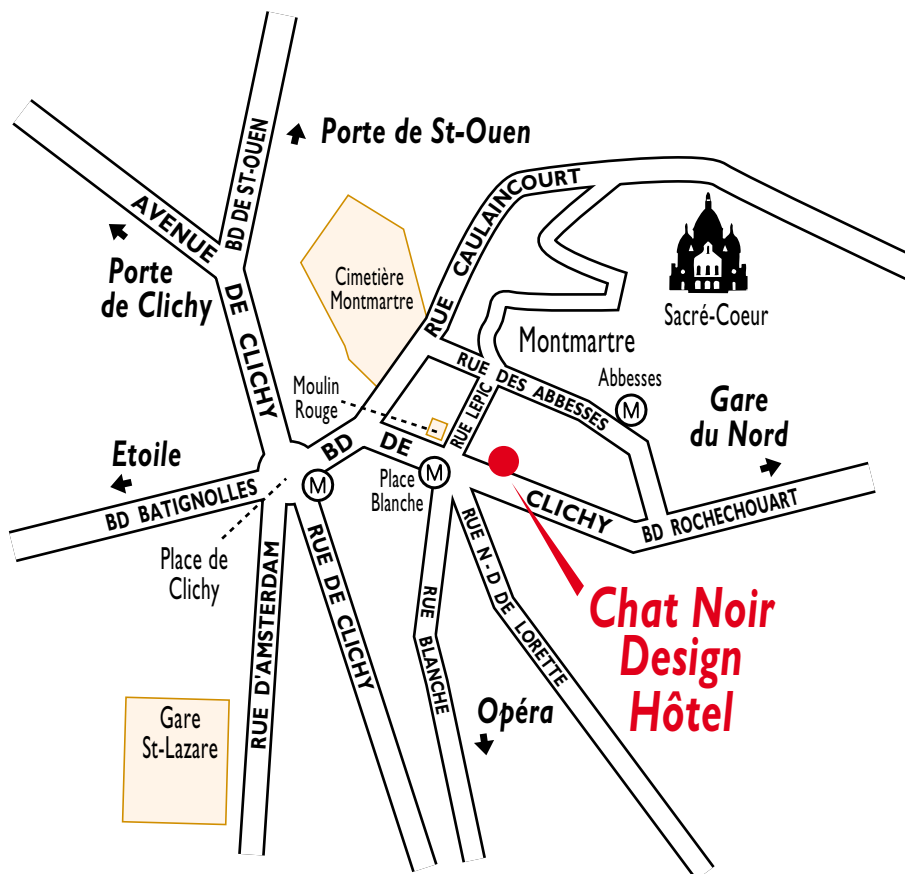 Porte de St-Ouen
BD DE ST-OUEN
AVENUE DE CLICHY
Porte
de Clichy
RUE CAULAINCOURT
Cimetière
Montmartre
Sacré-Coeur
Montmartre
RUE DES ABBESSES
Abbesses
M
Moulin
Rouge
RUE LEPIC
Gare
du Nord
Etoile
BD BATIGNOLLES
BD DE CLICHY
M
Place
Blanche
M
BD ROCHECHOUART
Place de
Clichy
RUE D'AMSTERDAM
RUE DE CLICHY
RUE BLANCHE
RUE N-D DE LORETTE
Chat Noir
Design
Hôtel
Opéra
Gare
St-Lazare